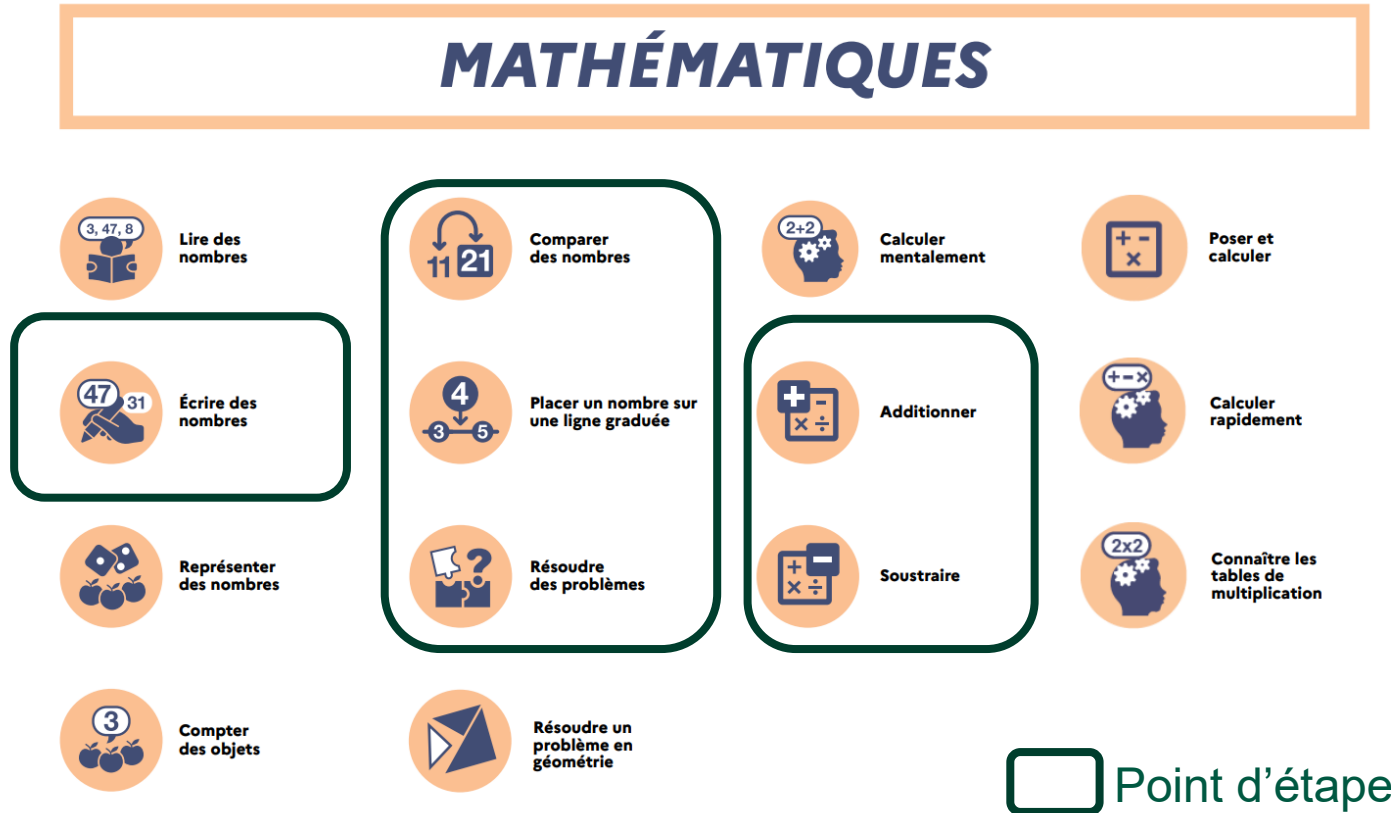 MATHÉMATIQUES
3, 47, 8
Lire des
nombres
11 21
Comparer
des nombres
2+2
Calculer
mentalement
+ -
×
Poser et
calculer
47 31
Écrire des
nombres
4
3 5
Placer un nombre sur
une ligne graduée
+ -
× ÷
Additionner
+-×
Calculer
rapidement
Représenter
des nombres
?
Résoudre
des problèmes
+ -
× ÷
Soustraire
2x2
Connaître les
tables de
multiplication
3
Compter
des objets
Résoudre un
problème en
géométrie
Point d'étape